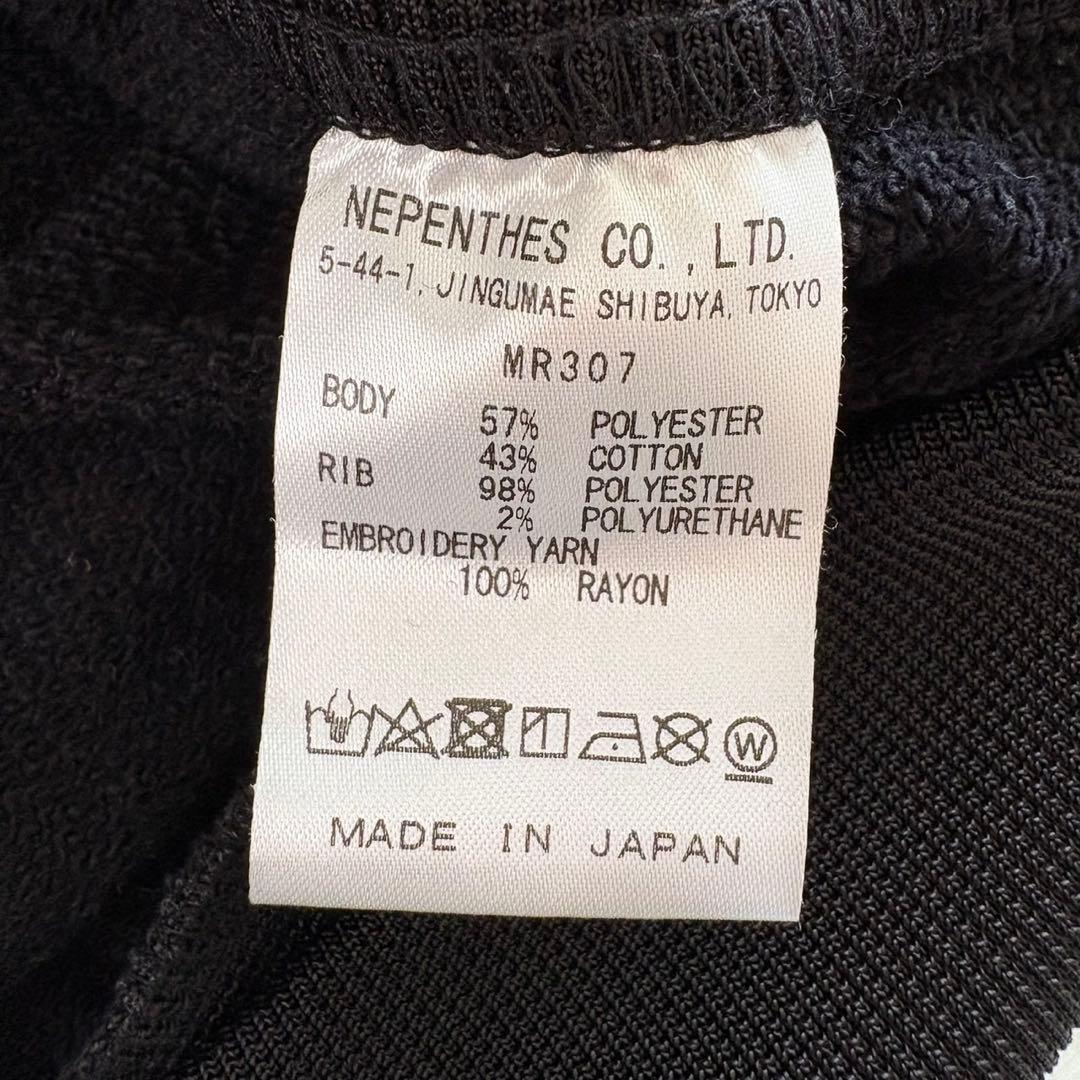 NEPENTHES CO., LTD.
5-44-1, JINGUMAE SHIBUYA, TOKYO
MR307
BODY
57% POLYESTER
43% COTTON
RIB
98% POLYESTER
2% POLYURETHANE
EMBROIDERY YARN
100% RAYON
W
MADE IN JAPAN